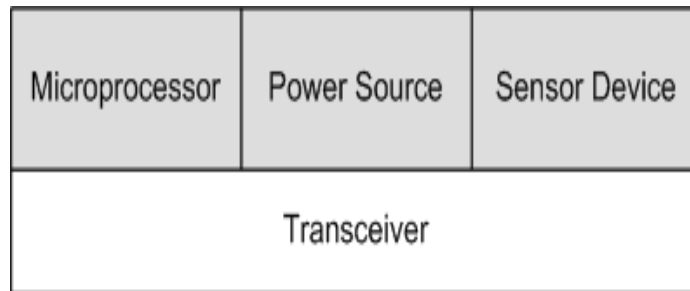 Microprocessor
Power Source
Sensor Device
Transceiver